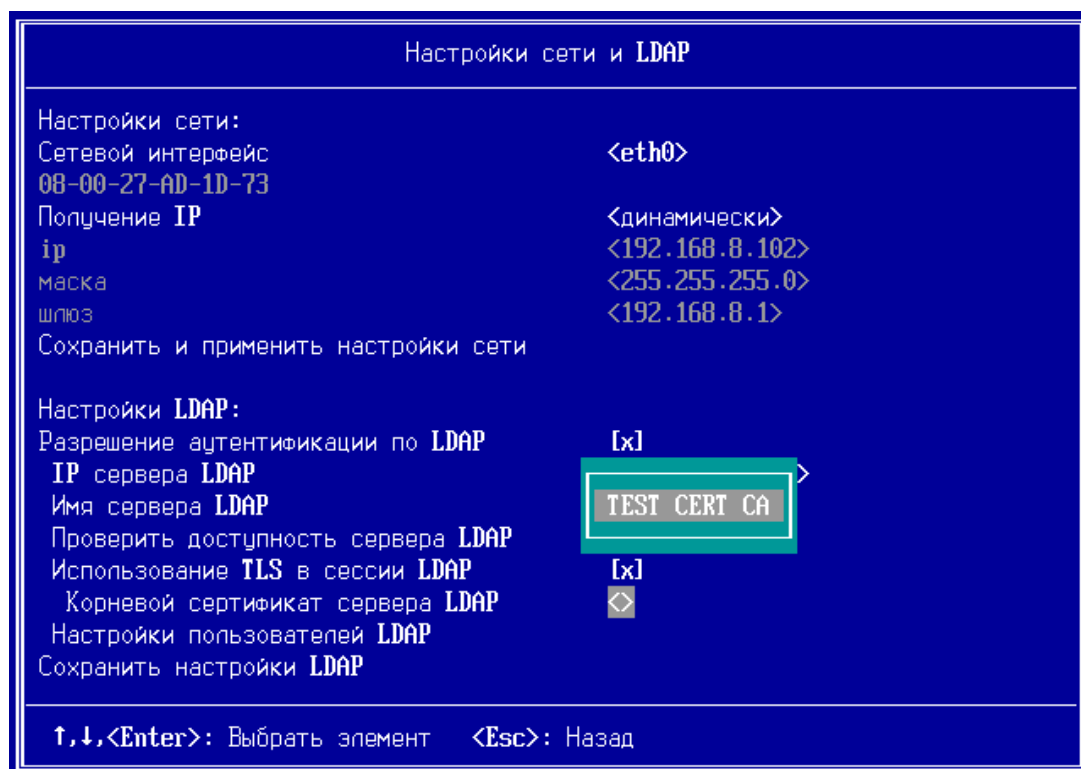 Настройки сети и LDAP
Настройки сети:
Сетевой интерфейс <eth0>
08-00-27-AD-1D-73
Получение IP <динамически>
ip <192.168.8.102>
маска <255.255.255.0>
шлюз <192.168.8.1>
Сохранить и применить настройки сети
Настройки LDAP:
Разрешение аутентификации по LDAP [x]
IP сервера LDAP >
Имя сервера LDAP TEST CERT CA
Проверить доступность сервера LDAP
Использование TLS в сессии LDAP [x]
Корневой сертификат сервера LDAP <>
Настройки пользователей LDAP
Сохранить настройки LDAP
↑,↓,<Enter>: Выбрать элемент <Esc>: Назад